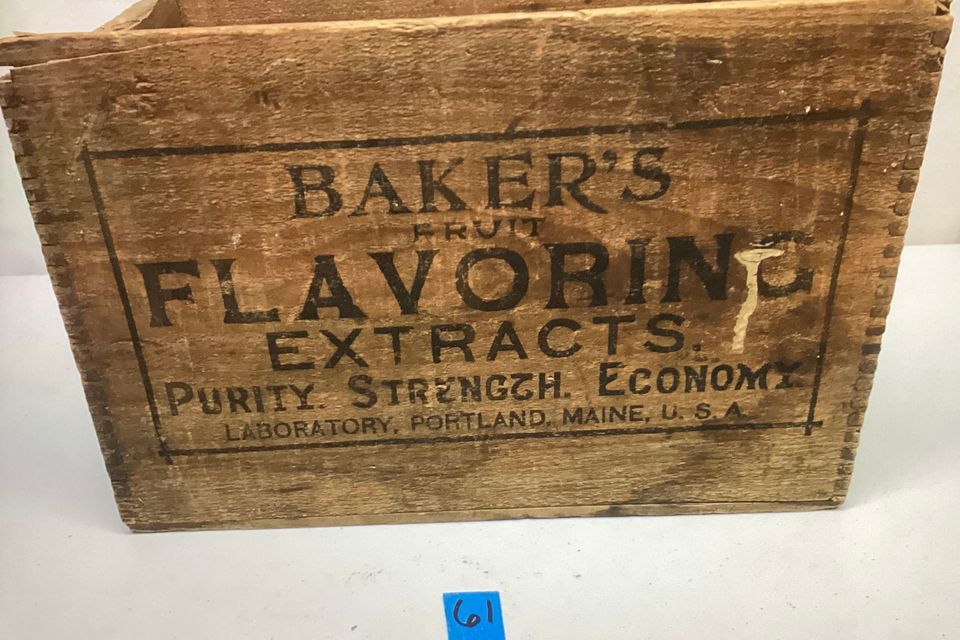 BAKER'S
FRUIT
FLAVORING
EXTRACTS.
PURITY. STRENGTH. ECONOMY.
LABORATORY, PORTLAND, MAINE, U. S. A.
61